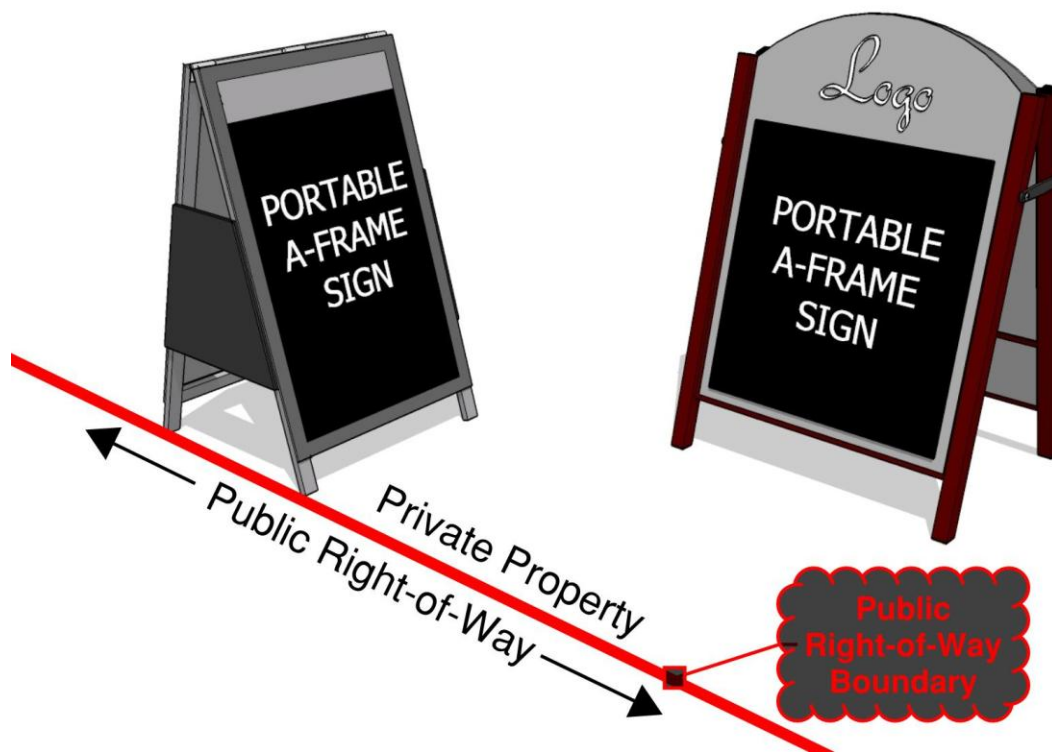 Logo
PORTABLE
A-FRAME
SIGN
PORTABLE
A-FRAME
SIGN
Private Property
Public Right-of-Way
Public
Right-of-Way
Boundary